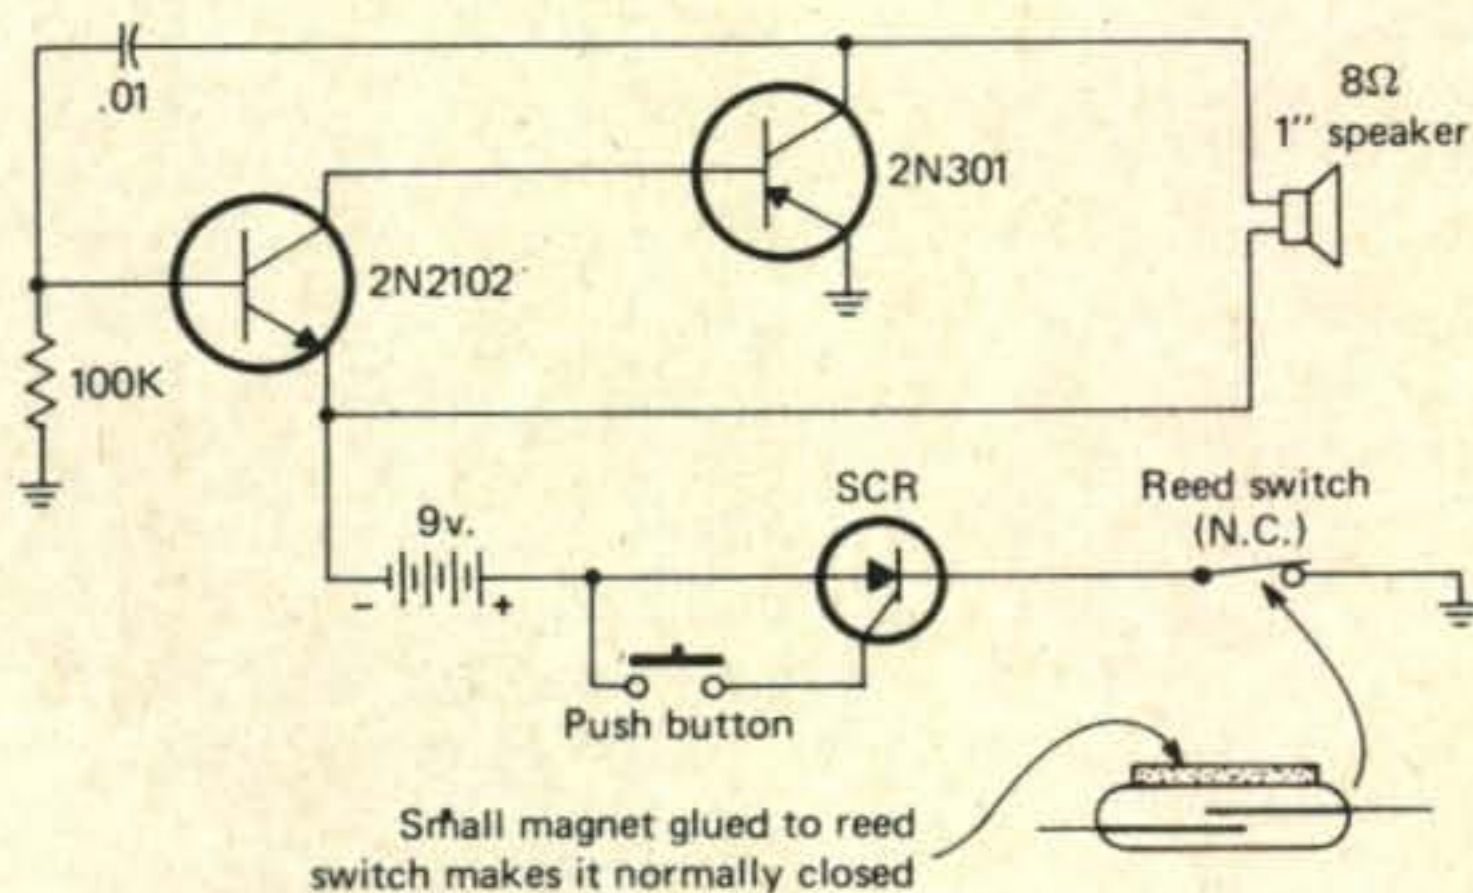 .01
8Ω
1″ speaker
2N301
2N2102
100K
SCR
Reed switch
(N.C.)
9v.
- +
Push button
Small magnet glued to reed
switch makes it normally closed